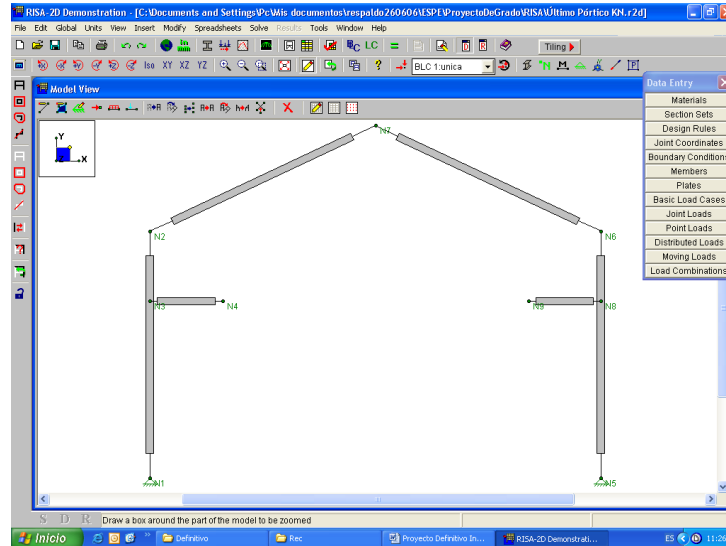 RISA-2D Demonstration - [C:\Documents and Settings\Pc\Mis documentos\respaldo260606\ESPE\ProyectoDeGrado\RISA\Último Pórtico KN.r2d]
File Edit Global Units View Insert Modify Spreadsheets Solve Results Tools Window Help
LC Tiling
Iso XY XZ YZ BLC 1:unica
Model View
Data Entry
Materials
Section Sets
Design Rules
Joint Coordinates
Boundary Condition
Members
Plates
Basic Load Cases
Joint Loads
Point Loads
Distributed Loads
Moving Loads
Load Combinations
Y
X
N7
N2
N6
N3
N4
N9
N8
N1
N5
S D R Draw a box around the part of the model to be zoomed
Inicio Definitivo Rec Proyecto Definitivo In... RISA-2D Demonstrati... ES